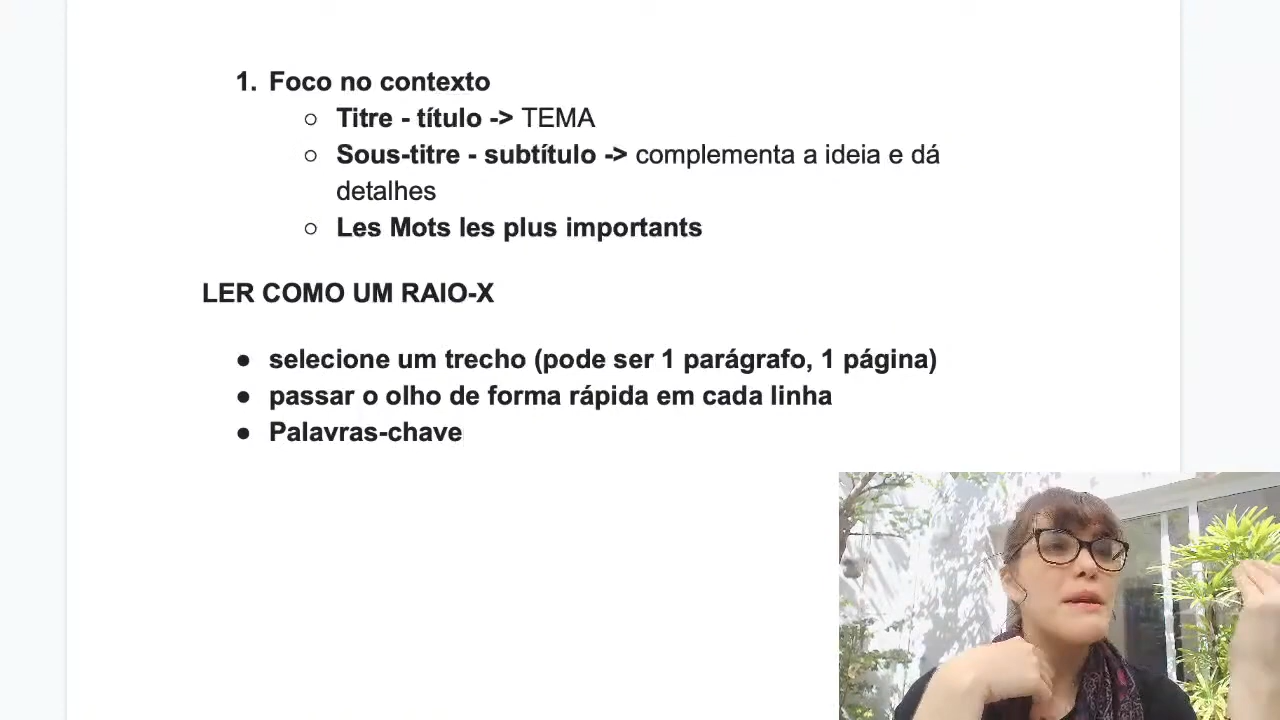 1. Foco no contexto
○ Titre - título -> TEMA
○ Sous-titre - subtítulo -> complementa a ideia e dá
detalhes
○ Les Mots les plus importants
LER COMO UM RAIO-X
● selecione um trecho (pode ser 1 parágrafo, 1 página)
● passar o olho de forma rápida em cada linha
● Palavras-chave